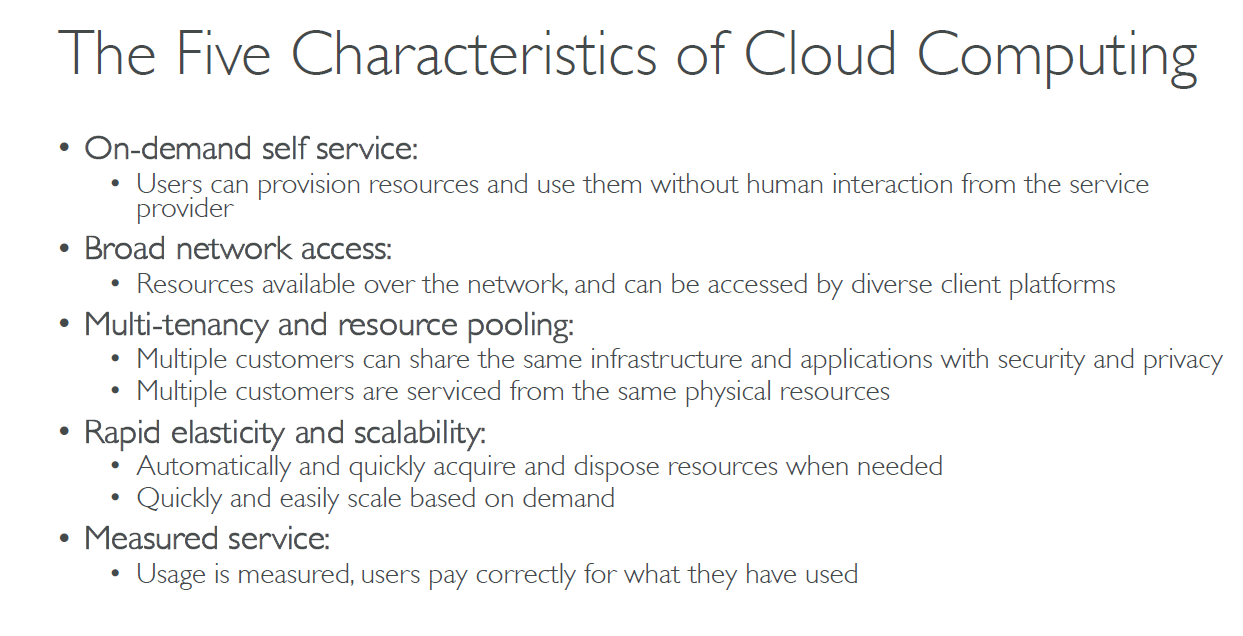 The Five Characteristics of Cloud Computing
• On-demand self service:
• Users can provision resources and use them without human interaction from the service
provider
• Broad network access:
• Resources available over the network, and can be accessed by diverse client platforms
• Multi-tenancy and resource pooling:
• Multiple customers can share the same infrastructure and applications with security and privacy
• Multiple customers are serviced from the same physical resources
• Rapid elasticity and scalability:
• Automatically and quickly acquire and dispose resources when needed
• Quickly and easily scale based on demand
• Measured service:
• Usage is measured, users pay correctly for what they have used